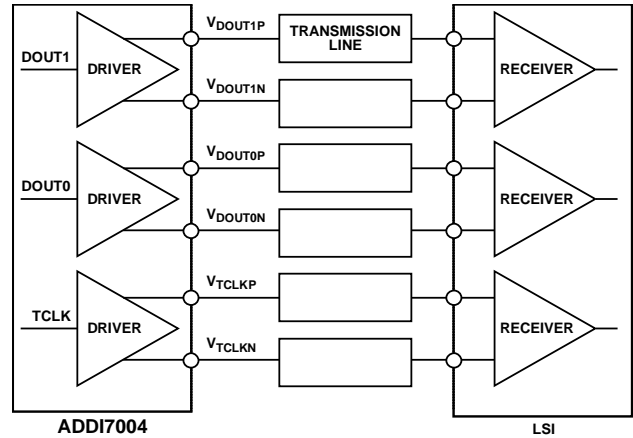 V_DOUT1P
TRANSMISSION
LINE
DOUT1
DRIVER
RECEIVER
V_DOUT1N
V_DOUT0P
DOUT0
DRIVER
RECEIVER
V_DOUT0N
V_TCLKP
TCLK
DRIVER
RECEIVER
V_TCLKN
ADDI7004
LSI